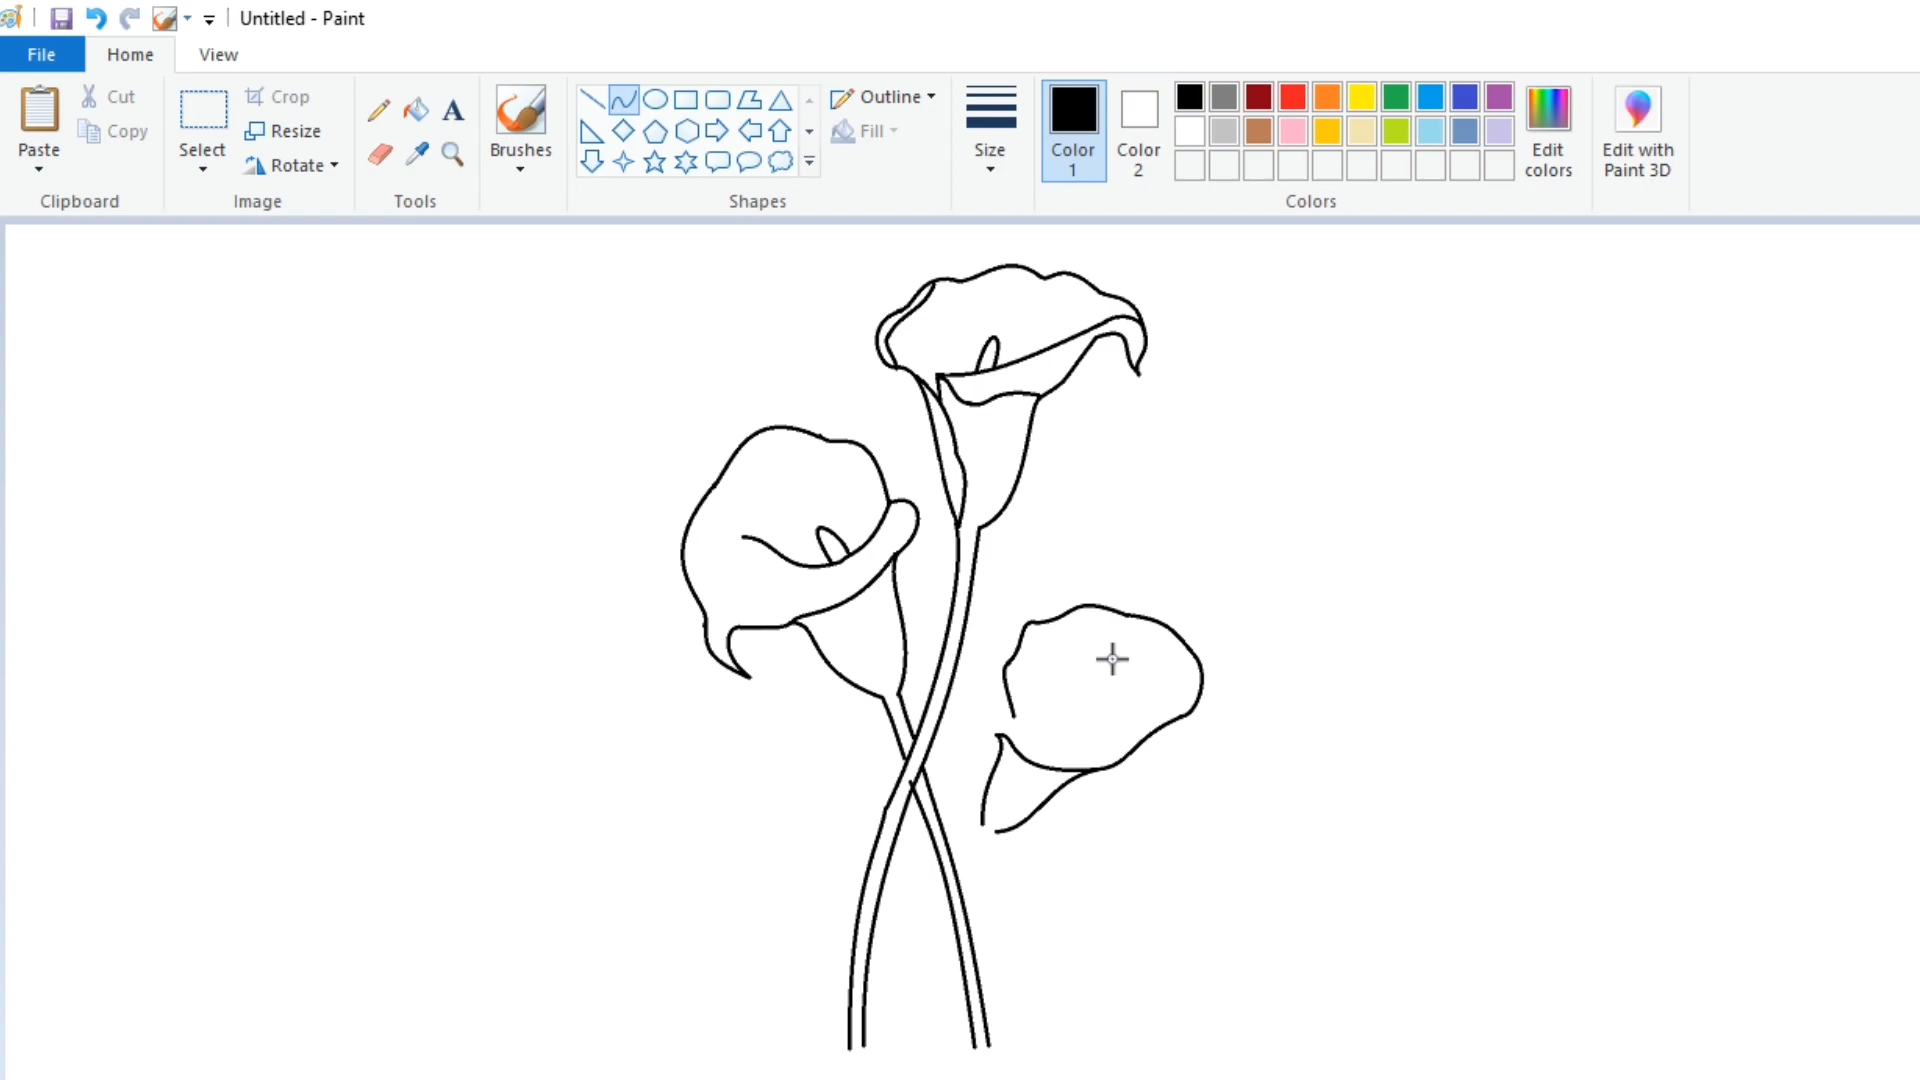 Untitled - Paint
File Home View
Paste
Cut
Copy
Clipboard
Select
Crop
Resize
Rotate
Image
A
Tools
Brushes
Shapes
Outline
Fill
Size
Color
1
Color
2
Colors
Edit
colors
Edit with
Paint 3D